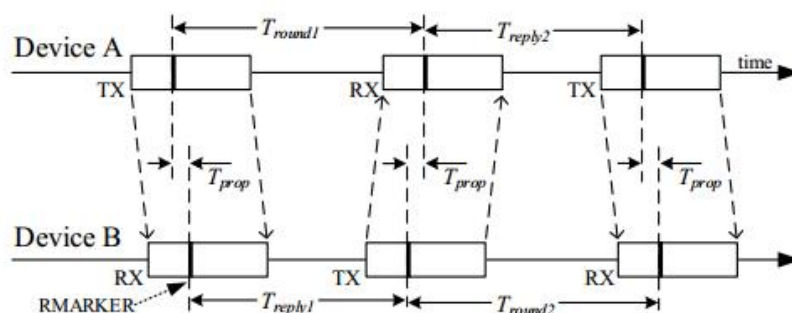 T_round1 T_reply2
Device A
time
TX RX TX
T_prop T_prop T_prop
Device B
RX TX RX
RMARKER T_reply1 T_round2